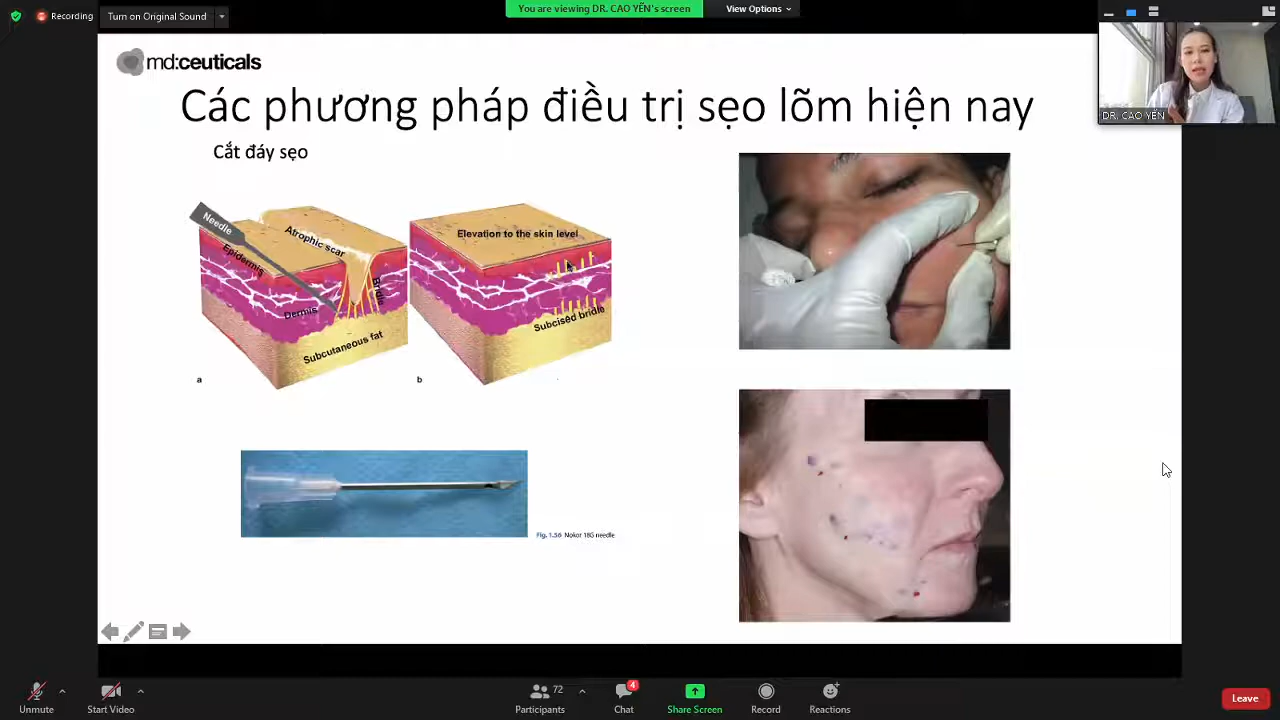 Recording
Turn on Original Sound
You are viewing DR. CAO YẾN's screen
View Options
DR. CAO YẾN
md:ceuticals
Các phương pháp điều trị sẹo lõm hiện nay
Cắt đáy sẹo
Needle
Atrophic scar
Epidermis
Bridle
Dermis
Subcutaneous fat
a
Elevation to the skin level
Subcised bridle
b
Fig. 1.56 Nokor 18G needle
Unmute
Start Video
72
Participants
4
Chat
Share Screen
Record
Reactions
Leave